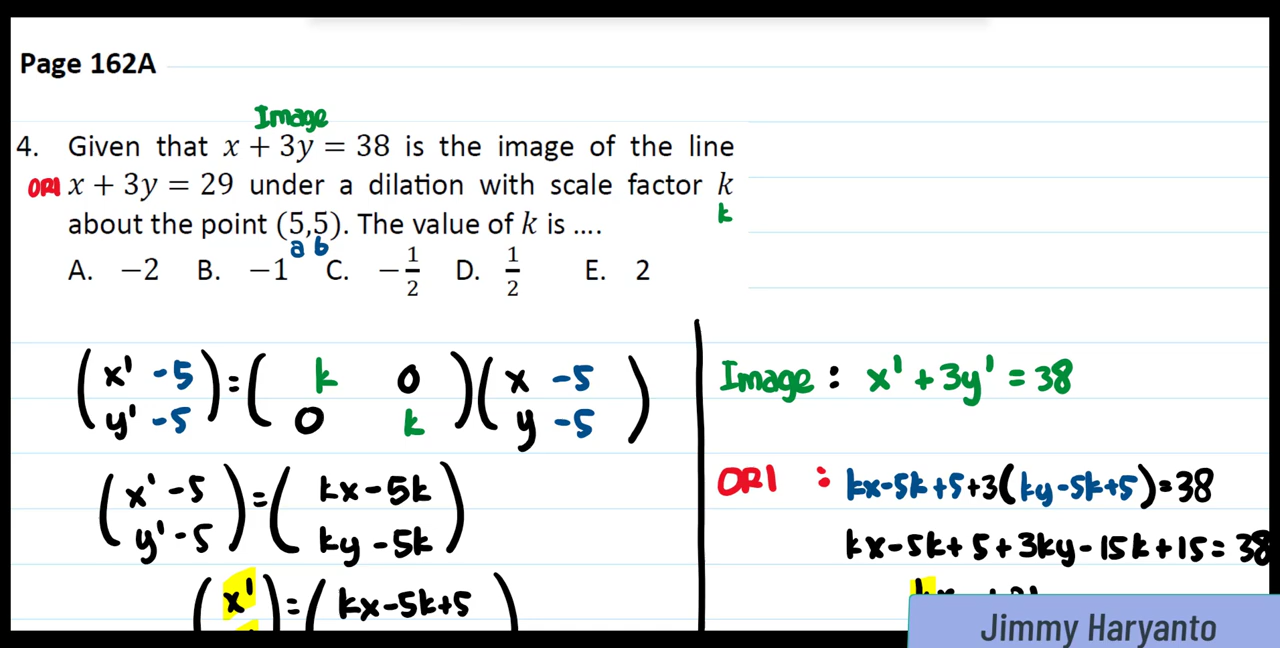 Page 162A
Image
4. Given that x + 3y = 38 is the image of the line
ORI x + 3y = 29 under a dilation with scale factor k
k
about the point (5,5). The value of k is ....
a b
A. −2 B. −1 C. −1/2 D. 1/2 E. 2
(x' -5) = (k 0) (x -5)
(y' -5) (0 k) (y -5)
(x' -5) = (kx - 5k)
(y' -5) (ky - 5k)
(x') = (kx - 5k + 5)
Image : x' + 3y' = 38
ORI : kx - 5k + 5 + 3(ky - 5k + 5) = 38
kx - 5k + 5 + 3ky - 15k + 15 = 38
Jimmy Haryanto